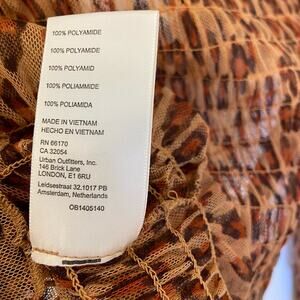 100% POLYAMIDE
100% POLYAMIDE
100% POLYAMID
100% POLIAMMIDE
100% POLIAMIDA
MADE IN VIETNAM
HECHO EN VIETNAM
RN 66170
CA 32054
Urban Outfitters, Inc.
146 Brick Lane
LONDON, E1 6RU
Leidsestraat 32.1017 PB
Amsterdam, Netherlands
OB1405140